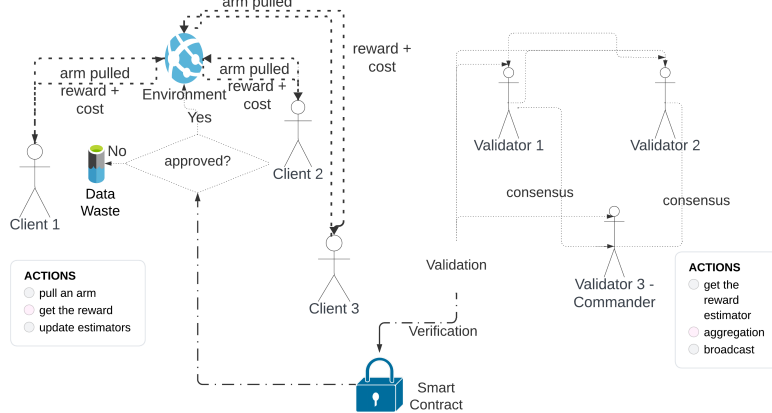 arm pulled
reward +
cost
arm pulled
reward +
cost
arm pulled
reward +
cost
Environment
Yes
No
approved?
Data
Waste
Client 1
Client 2
Client 3
ACTIONS
pull an arm
get the reward
update estimators
Validator 1
Validator 2
consensus
consensus
Validation
Validator 3 -
Commander
Verification
Smart
Contract
ACTIONS
get the
reward
estimator
aggregation
broadcast